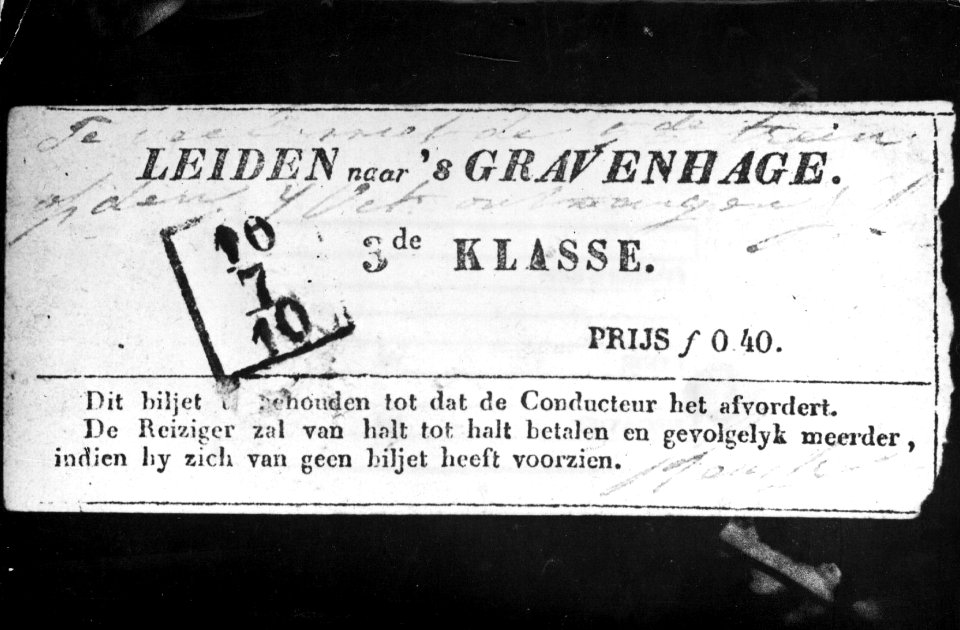 LEIDEN naar 's GRAVENHAGE.
10
7
10
3de KLASSE.
PRIJS ƒ 0.40.
Dit biljet behouden tot dat de Conducteur het afvordert.
De Reiziger zal van halt tot halt betalen en gevolgelyk meerder,
indien hy zich van geen biljet heeft voorzien.